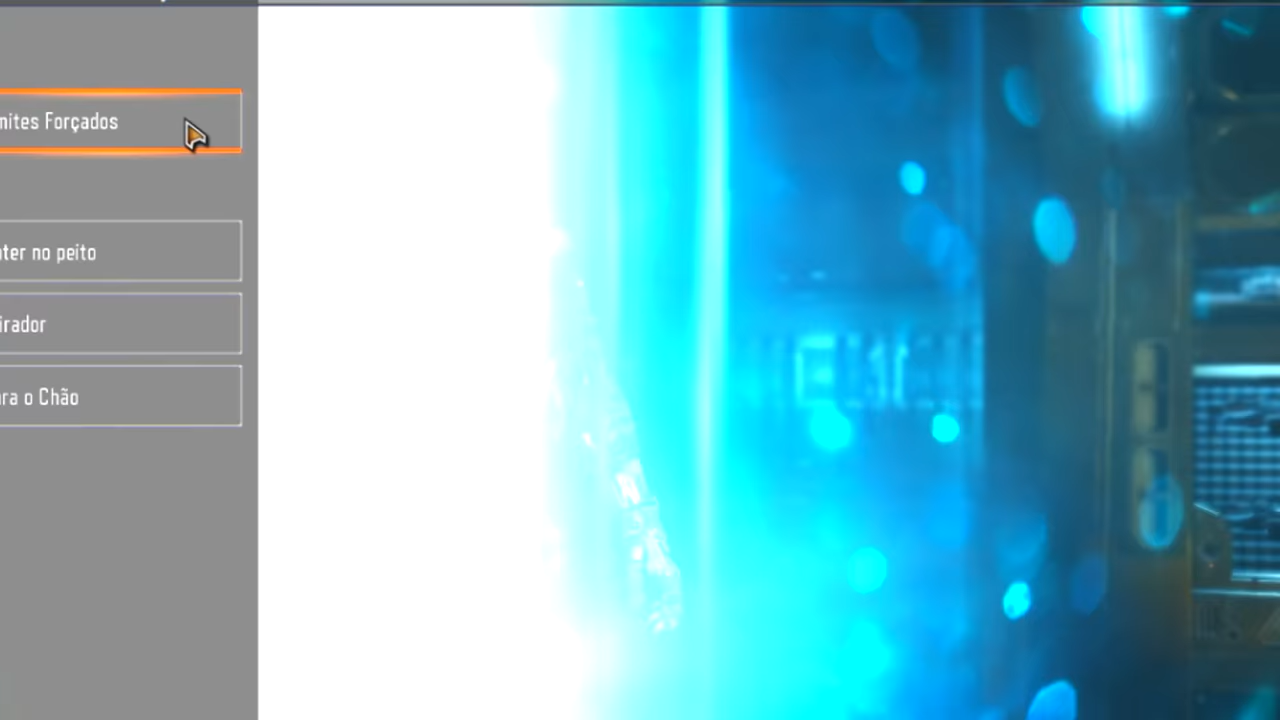 mites Forçados
ter no peito
irador
ra o Chão